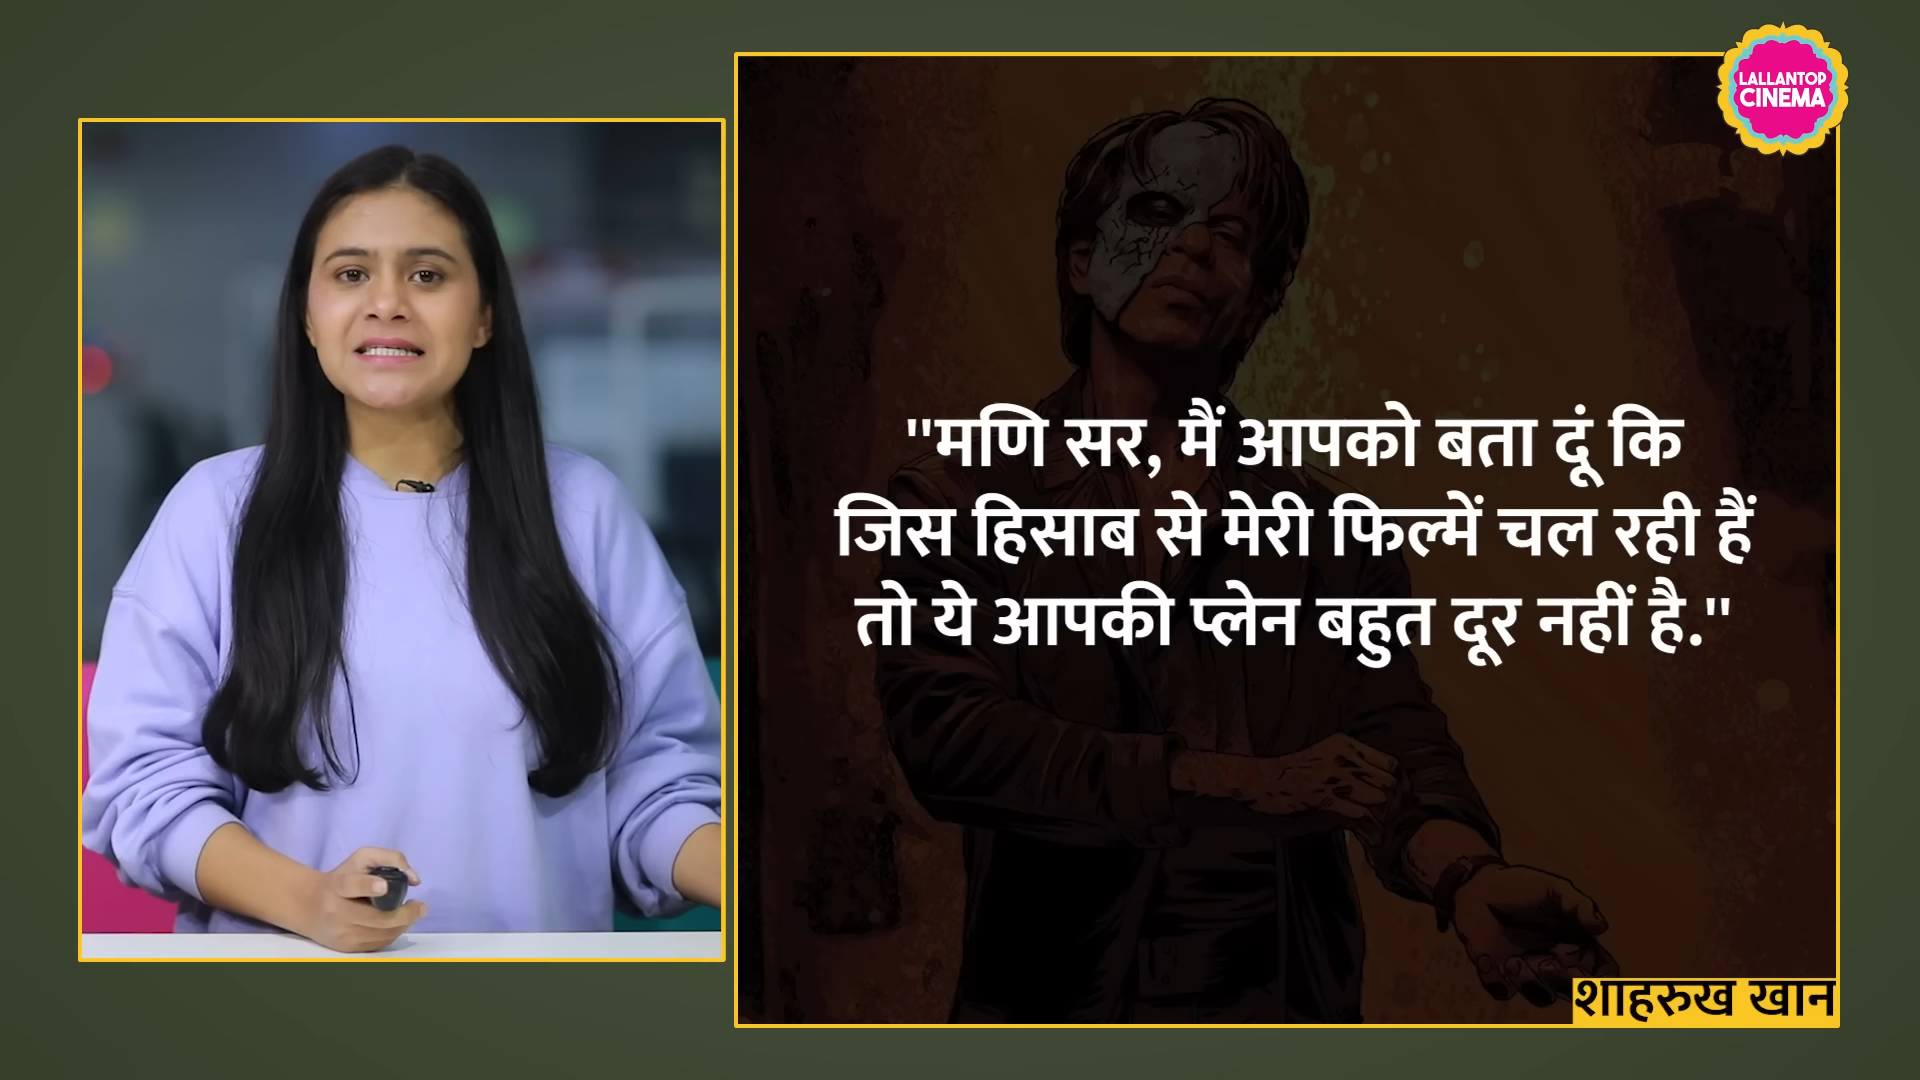 LALLANTOP
CINEMA
"मणि सर, मैं आपको बता दूं कि
जिस हिसाब से मेरी फिल्में चल रही हैं
तो ये आपकी प्लेन बहुत दूर नहीं है."
शाहरुख खान